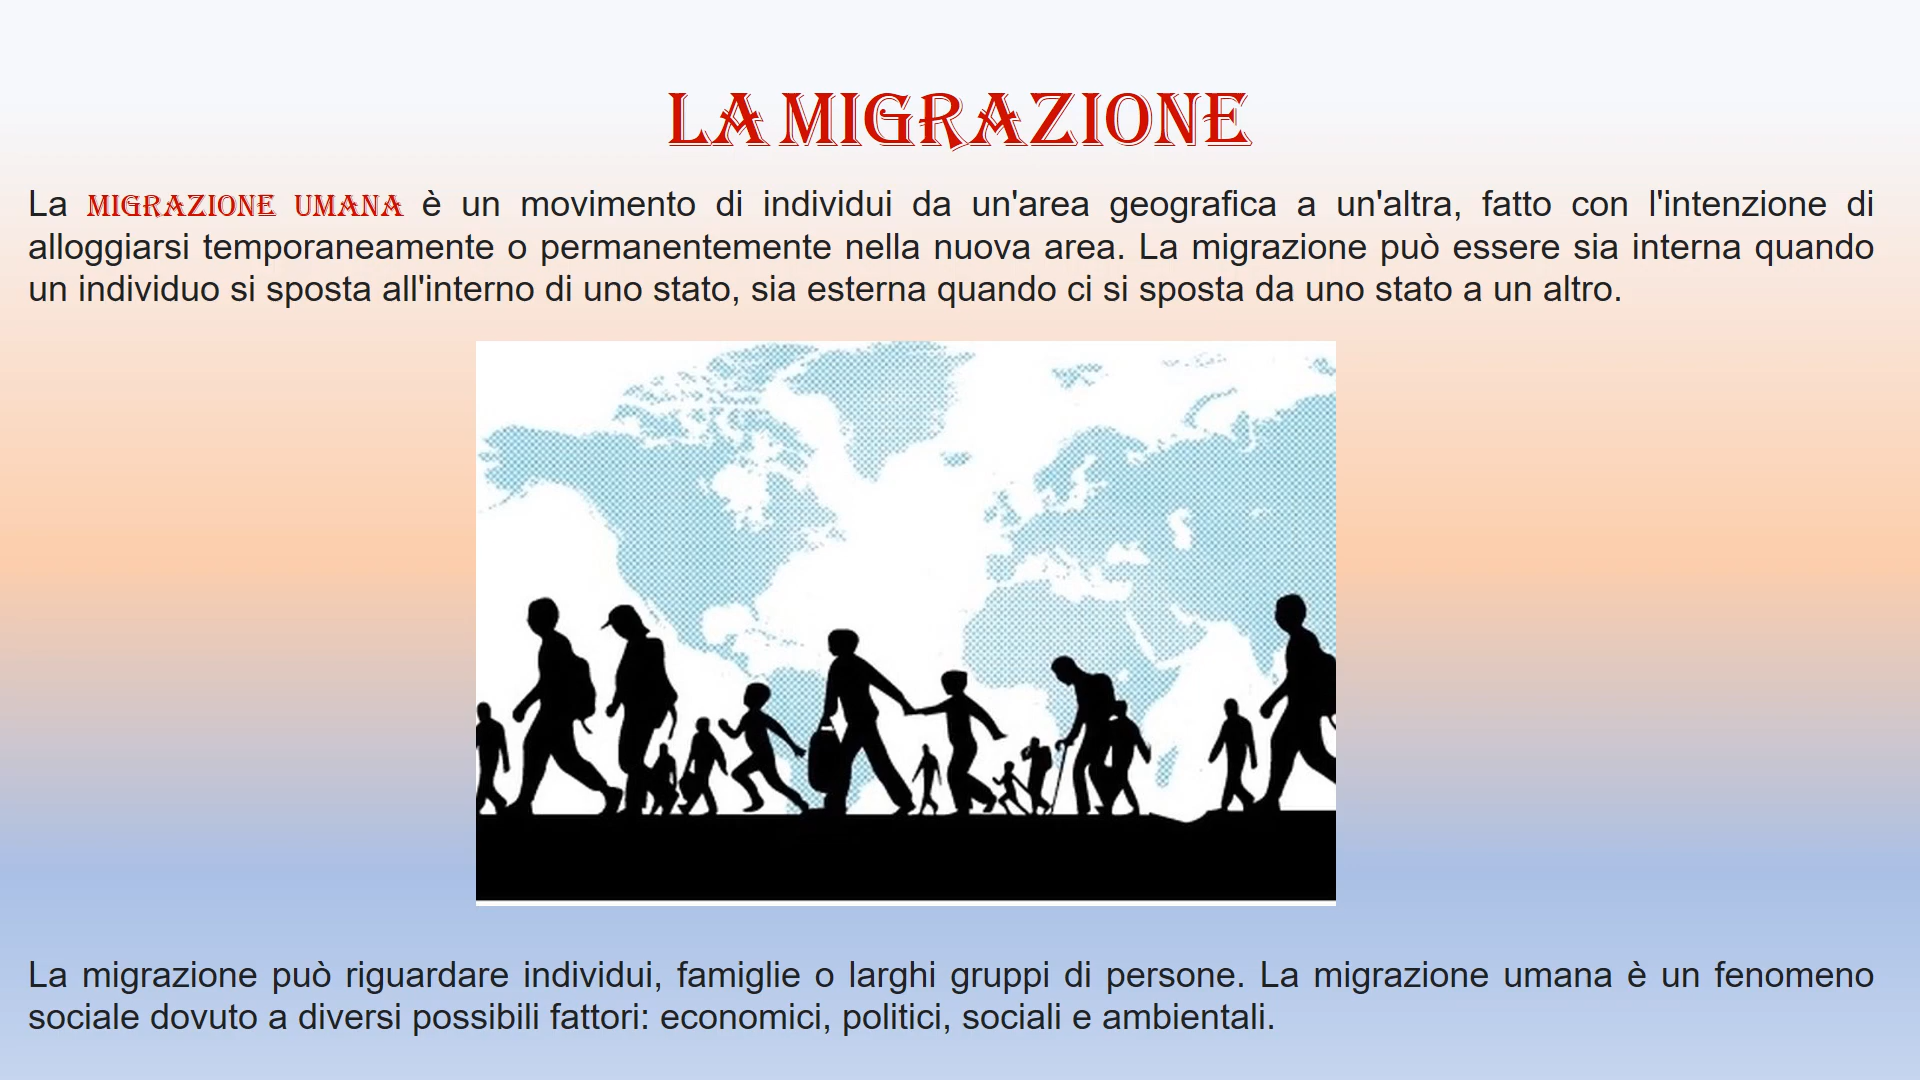 LA MIGRAZIONE
La MIGRAZIONE UMANA è un movimento di individui da un'area geografica a un'altra, fatto con l'intenzione di
alloggiarsi temporaneamente o permanentemente nella nuova area. La migrazione può essere sia interna quando
un individuo si sposta all'interno di uno stato, sia esterna quando ci si sposta da uno stato a un altro.
La migrazione può riguardare individui, famiglie o larghi gruppi di persone. La migrazione umana è un fenomeno
sociale dovuto a diversi possibili fattori: economici, politici, sociali e ambientali.